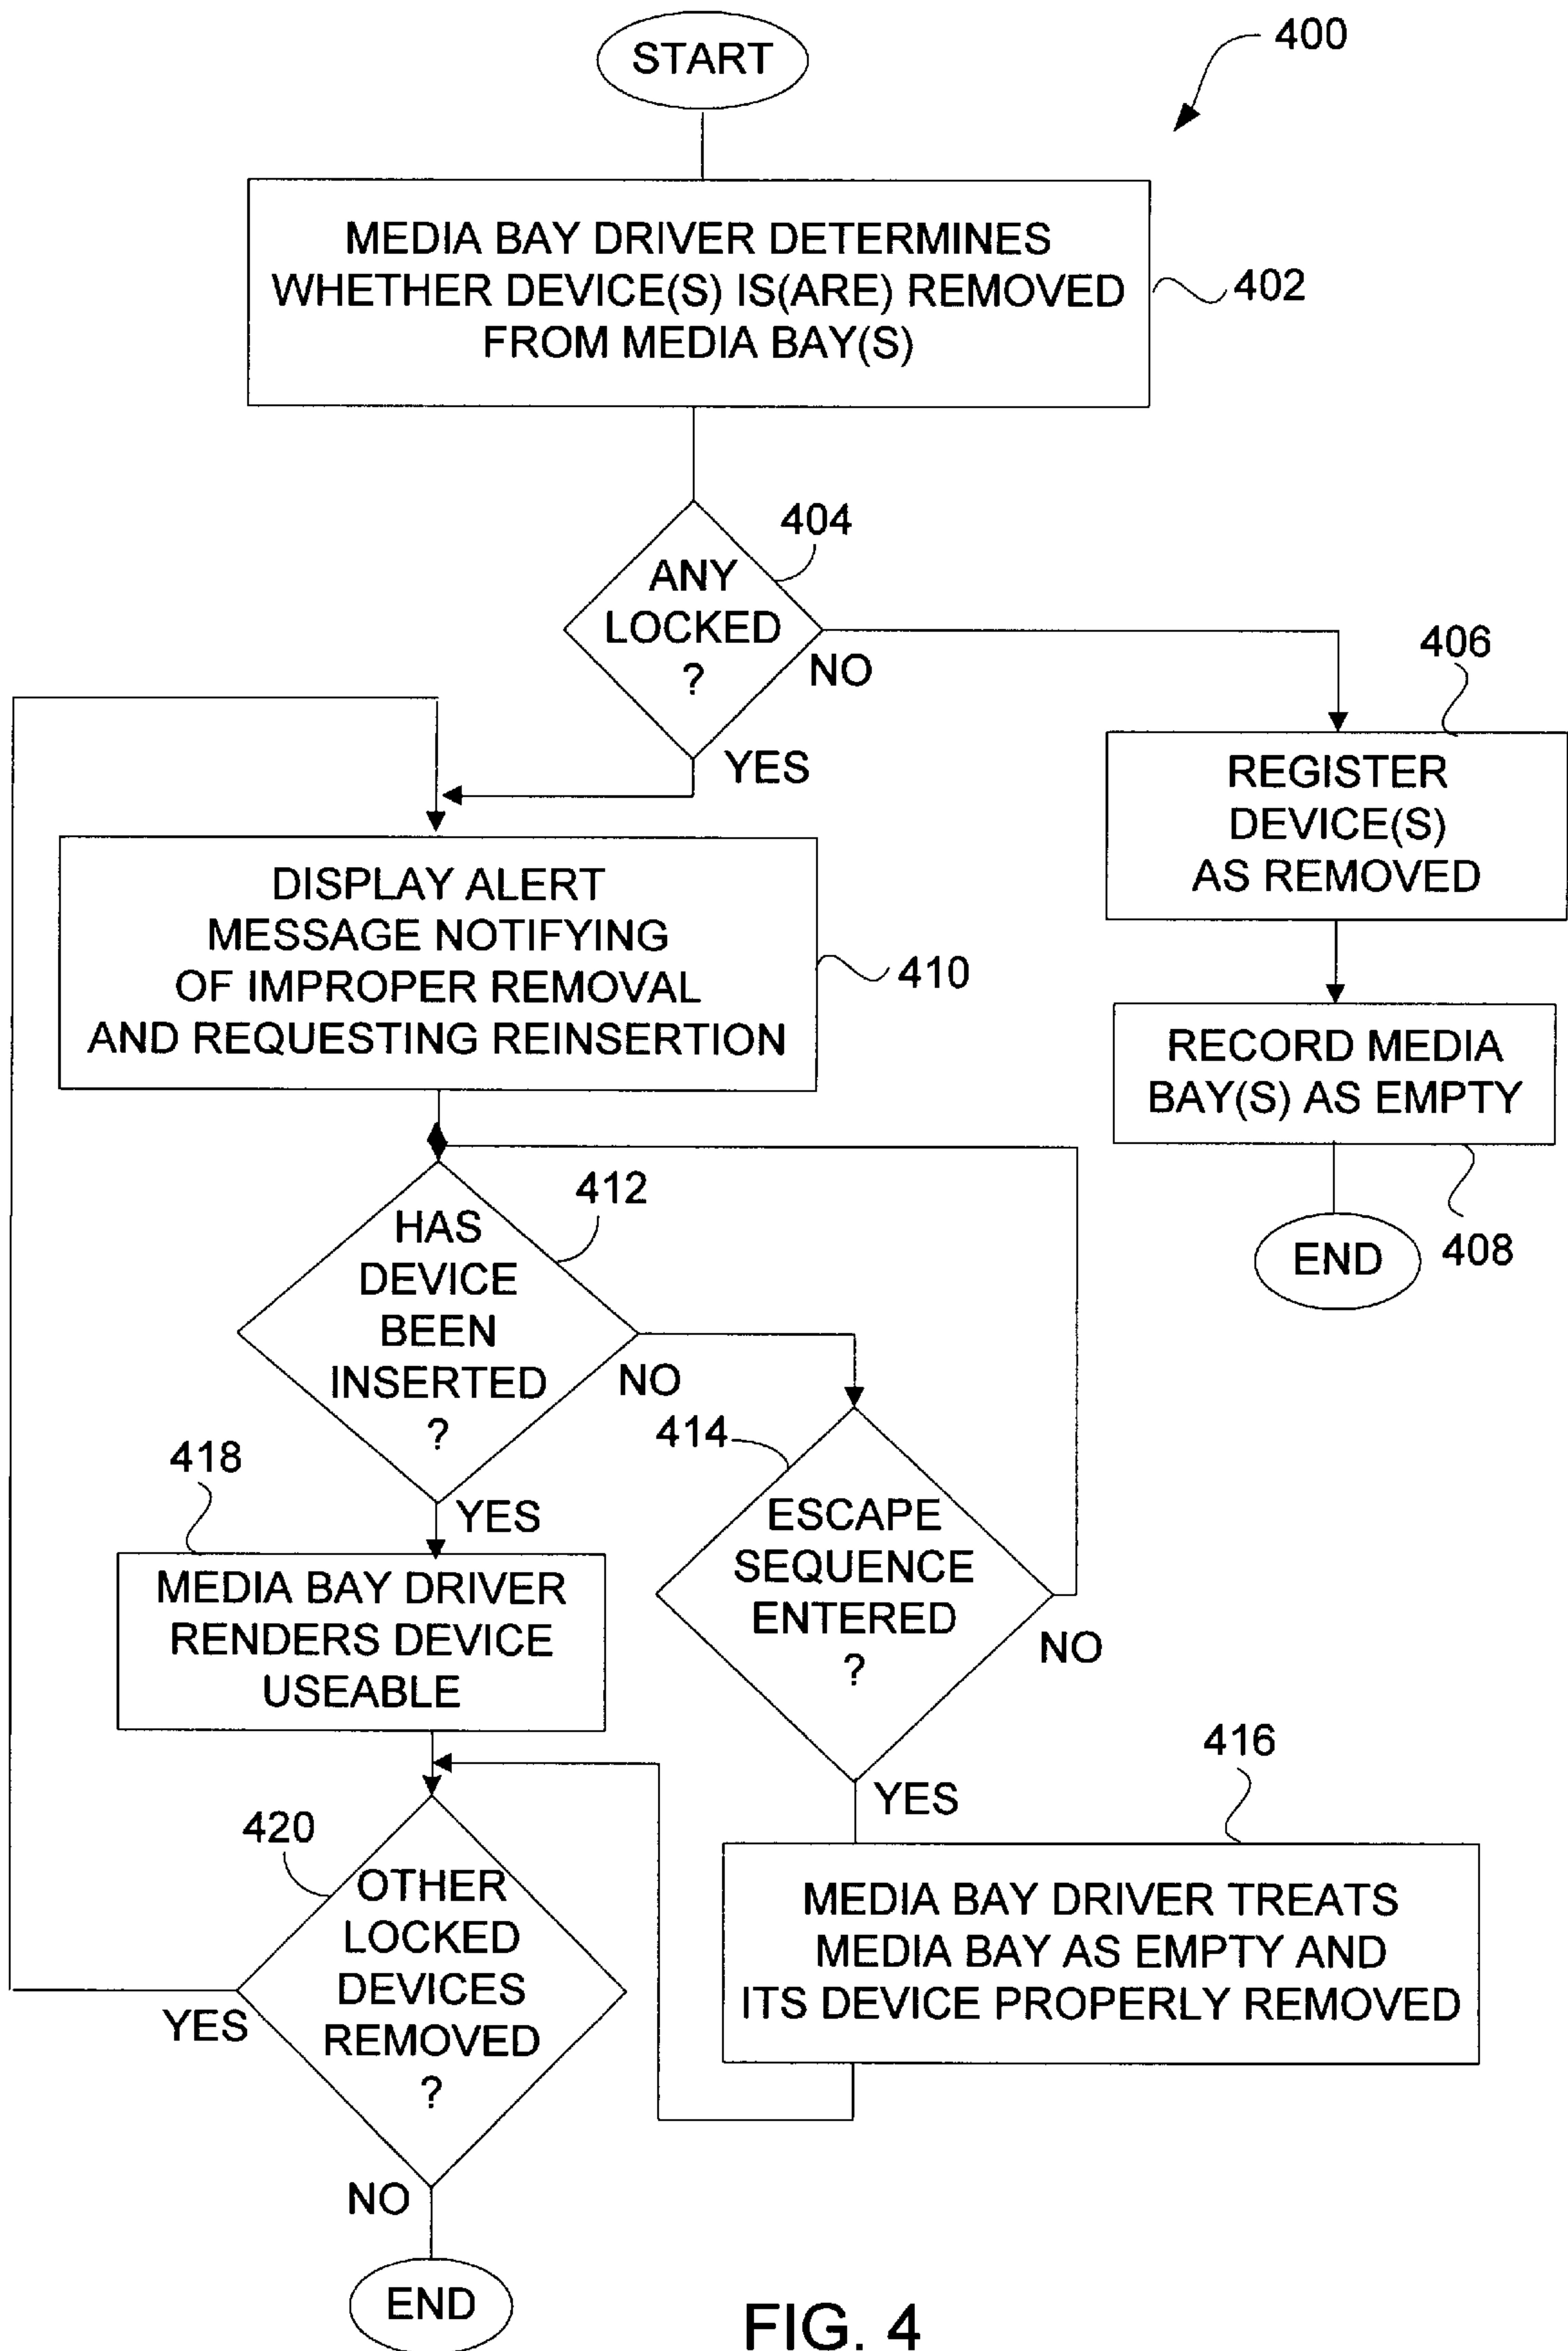 START
400
MEDIA BAY DRIVER DETERMINES
WHETHER DEVICE(S) IS(ARE) REMOVED
FROM MEDIA BAY(S)
402
404
ANY
LOCKED
?
NO
YES
406
REGISTER
DEVICE(S)
AS REMOVED
DISPLAY ALERT
MESSAGE NOTIFYING
OF IMPROPER REMOVAL
AND REQUESTING REINSERTION
410
RECORD MEDIA
BAY(S) AS EMPTY
408
END
412
HAS
DEVICE
BEEN
INSERTED
?
NO
YES
414
ESCAPE
SEQUENCE
ENTERED
?
NO
YES
418
MEDIA BAY DRIVER
RENDERS DEVICE
USEABLE
416
MEDIA BAY DRIVER TREATS
MEDIA BAY AS EMPTY AND
ITS DEVICE PROPERLY REMOVED
420
OTHER
LOCKED
DEVICES
REMOVED
?
YES
NO
END
FIG. 4